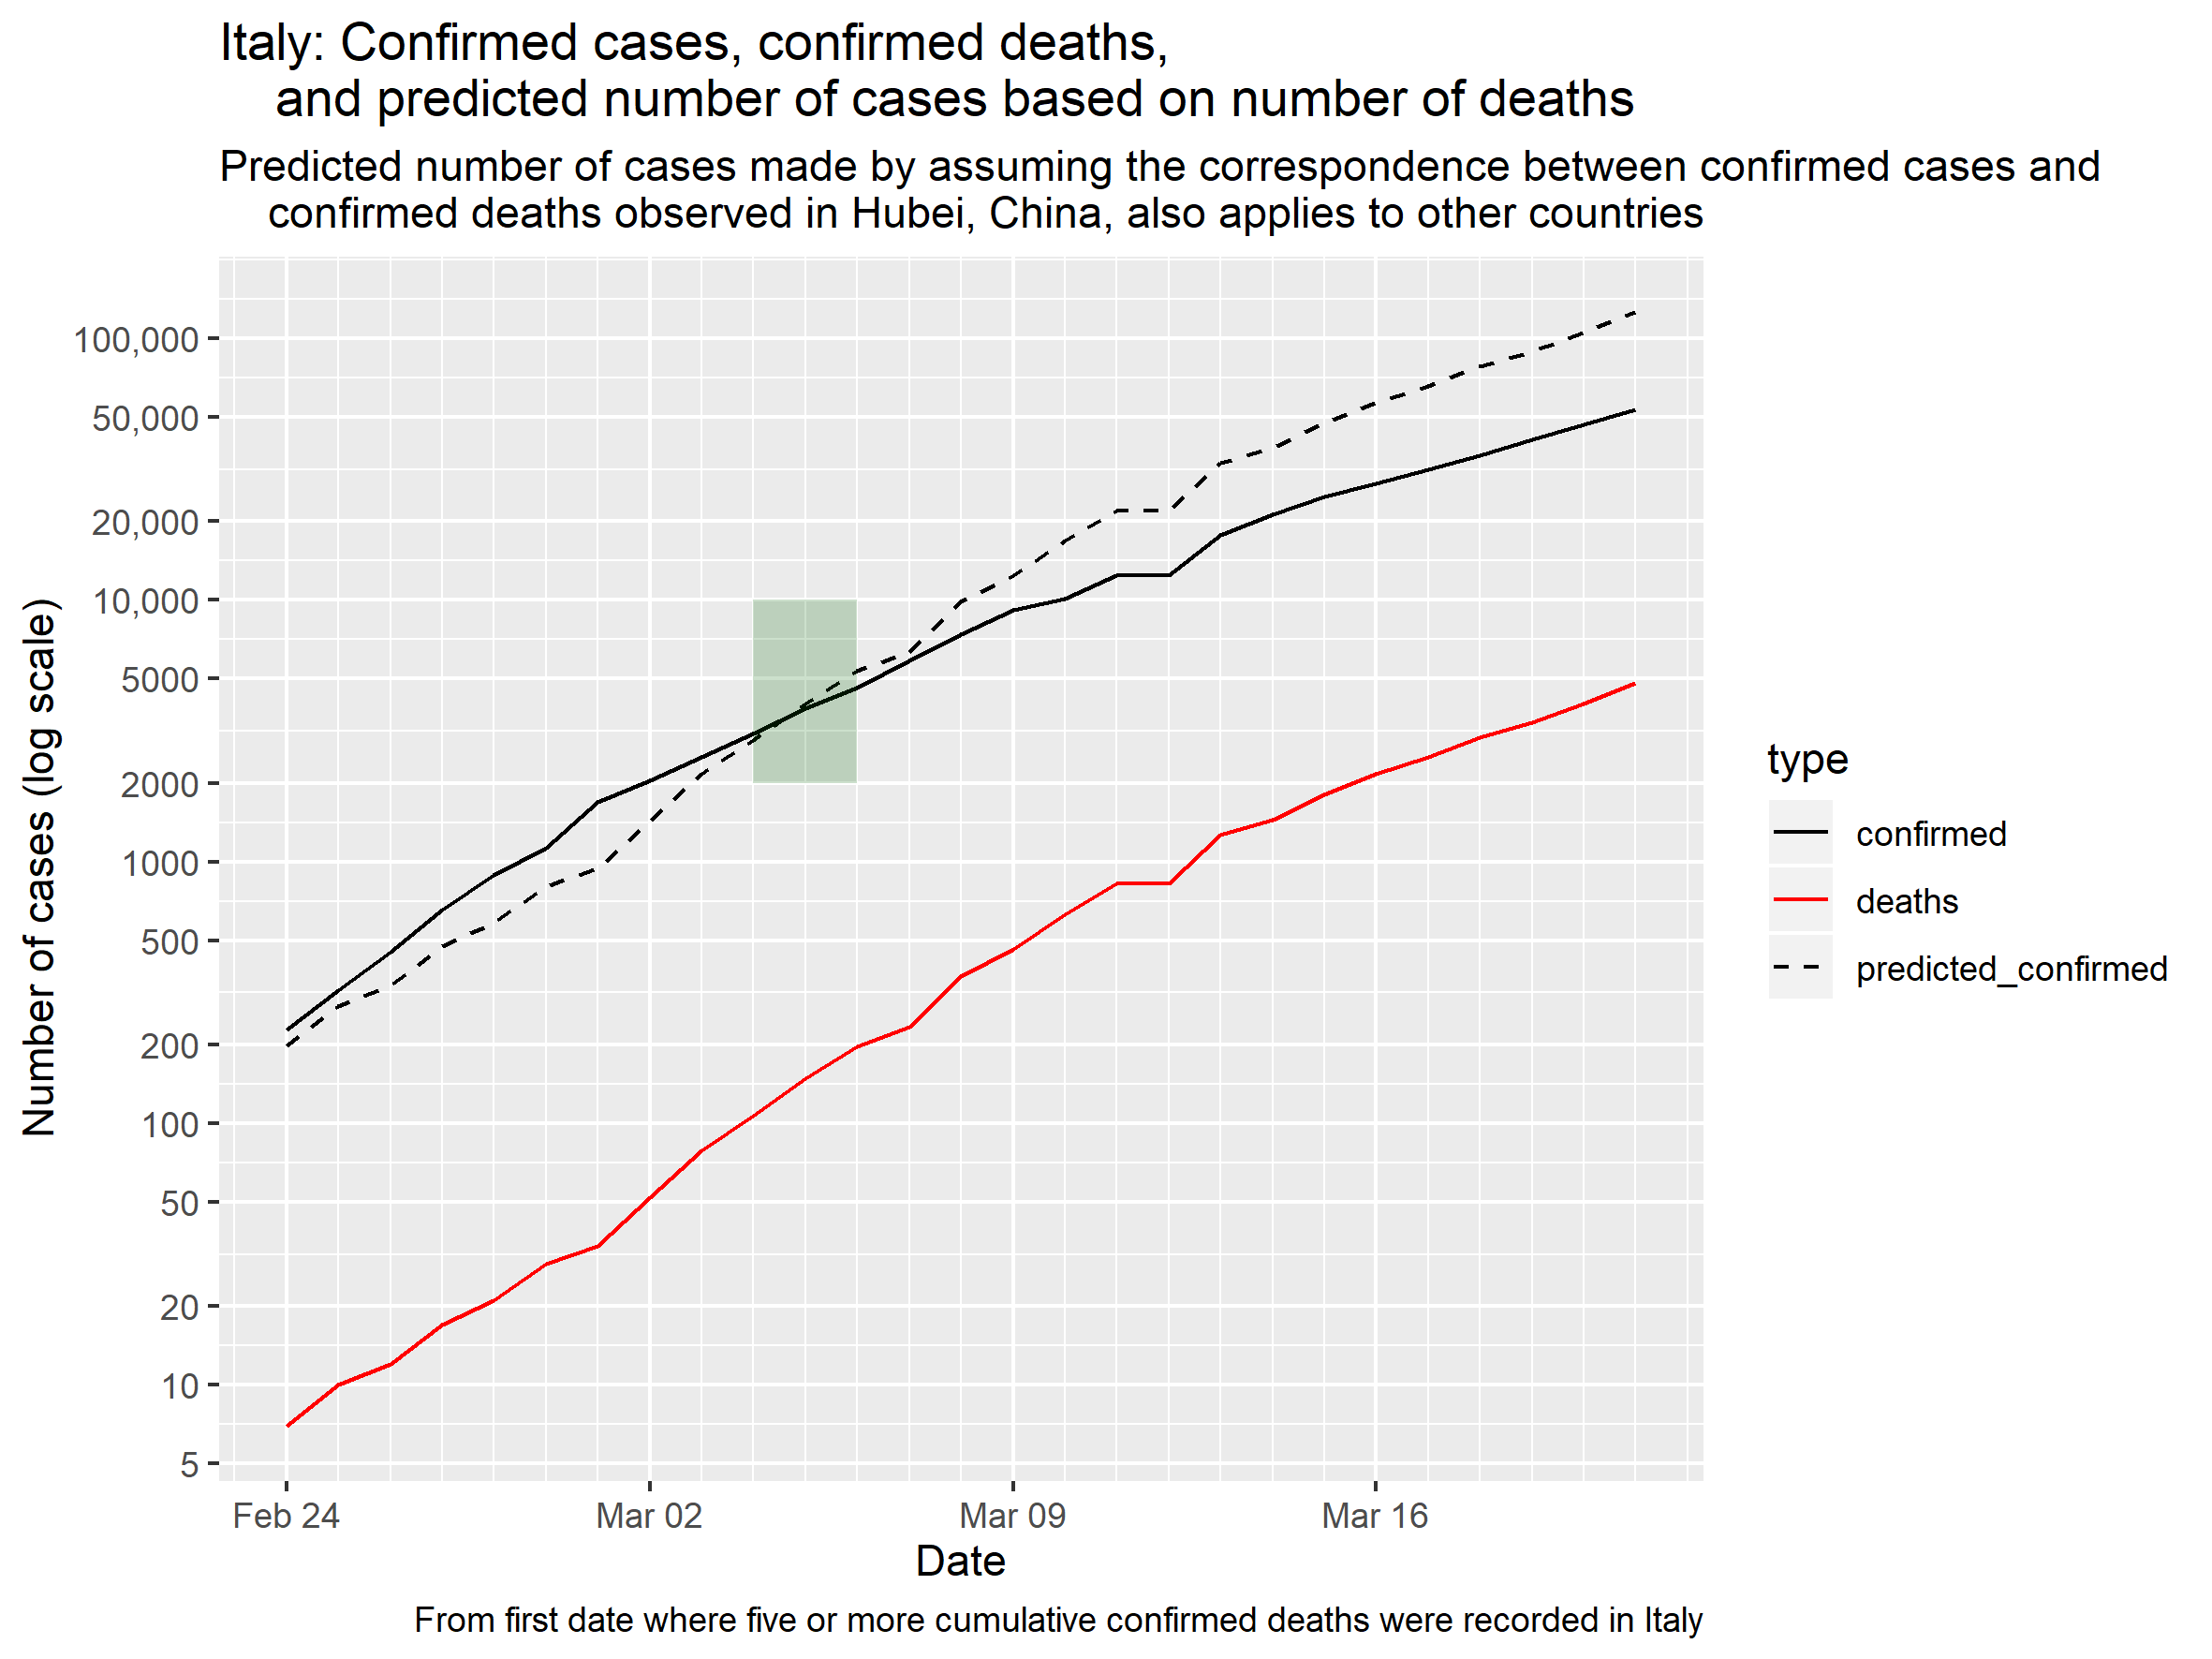 Italy: Confirmed cases, confirmed deaths,
and predicted number of cases based on number of deaths
Predicted number of cases made by assuming the correspondence between confirmed cases and
confirmed deaths observed in Hubei, China, also applies to other countries
Number of cases (log scale)
100,000
50,000
20,000
10,000
5000
2000
1000
500
200
100
50
20
10
5
Feb 24
Mar 02
Mar 09
Mar 16
Date
From first date where five or more cumulative confirmed deaths were recorded in Italy
type
confirmed
deaths
predicted_confirmed